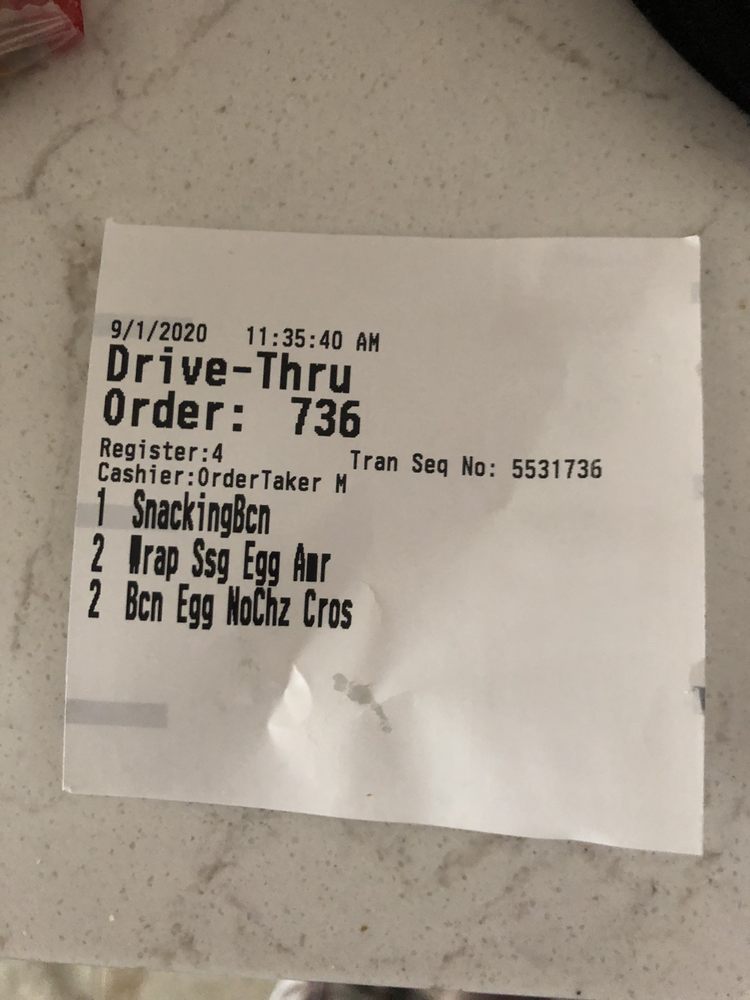 9/1/2020 11:35:40 AM
Drive-Thru
Order: 736
Register:4 Tran Seq No: 5531736
Cashier:OrderTaker M
1 SnackingBcn
2 Wrap Ssg Egg Amr
2 Bcn Egg NoChz Cros